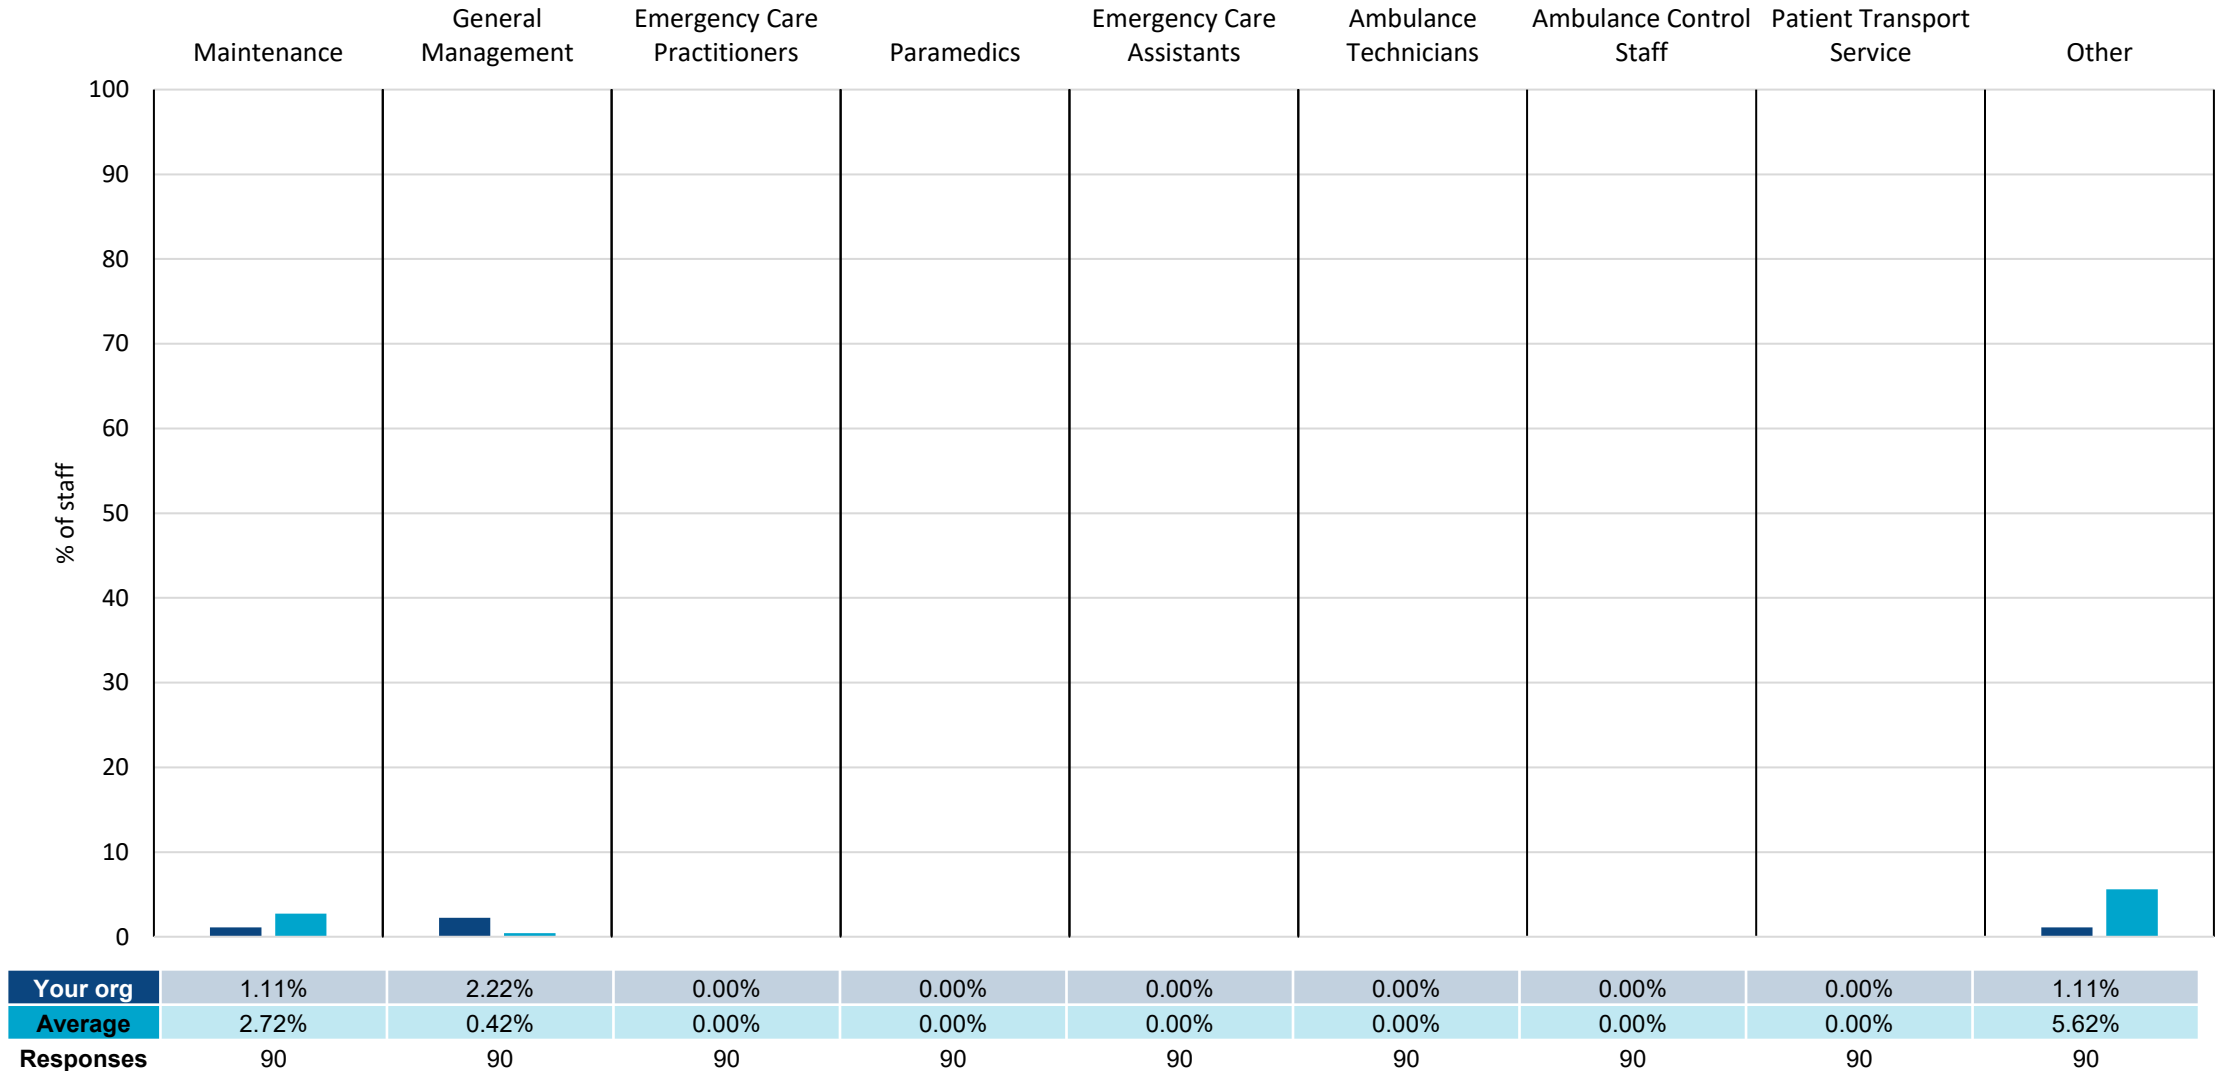 Maintenance
General
Management
Emergency Care
Practitioners
Paramedics
Emergency Care
Assistants
Ambulance
Technicians
Ambulance Control
Staff
Patient Transport
Service
Other
% of staff
100
90
80
70
60
50
40
30
20
10
0
Your org 1.11% 2.22% 0.00% 0.00% 0.00% 0.00% 0.00% 0.00% 1.11%
Average 2.72% 0.42% 0.00% 0.00% 0.00% 0.00% 0.00% 0.00% 5.62%
Responses 90 90 90 90 90 90 90 90 90